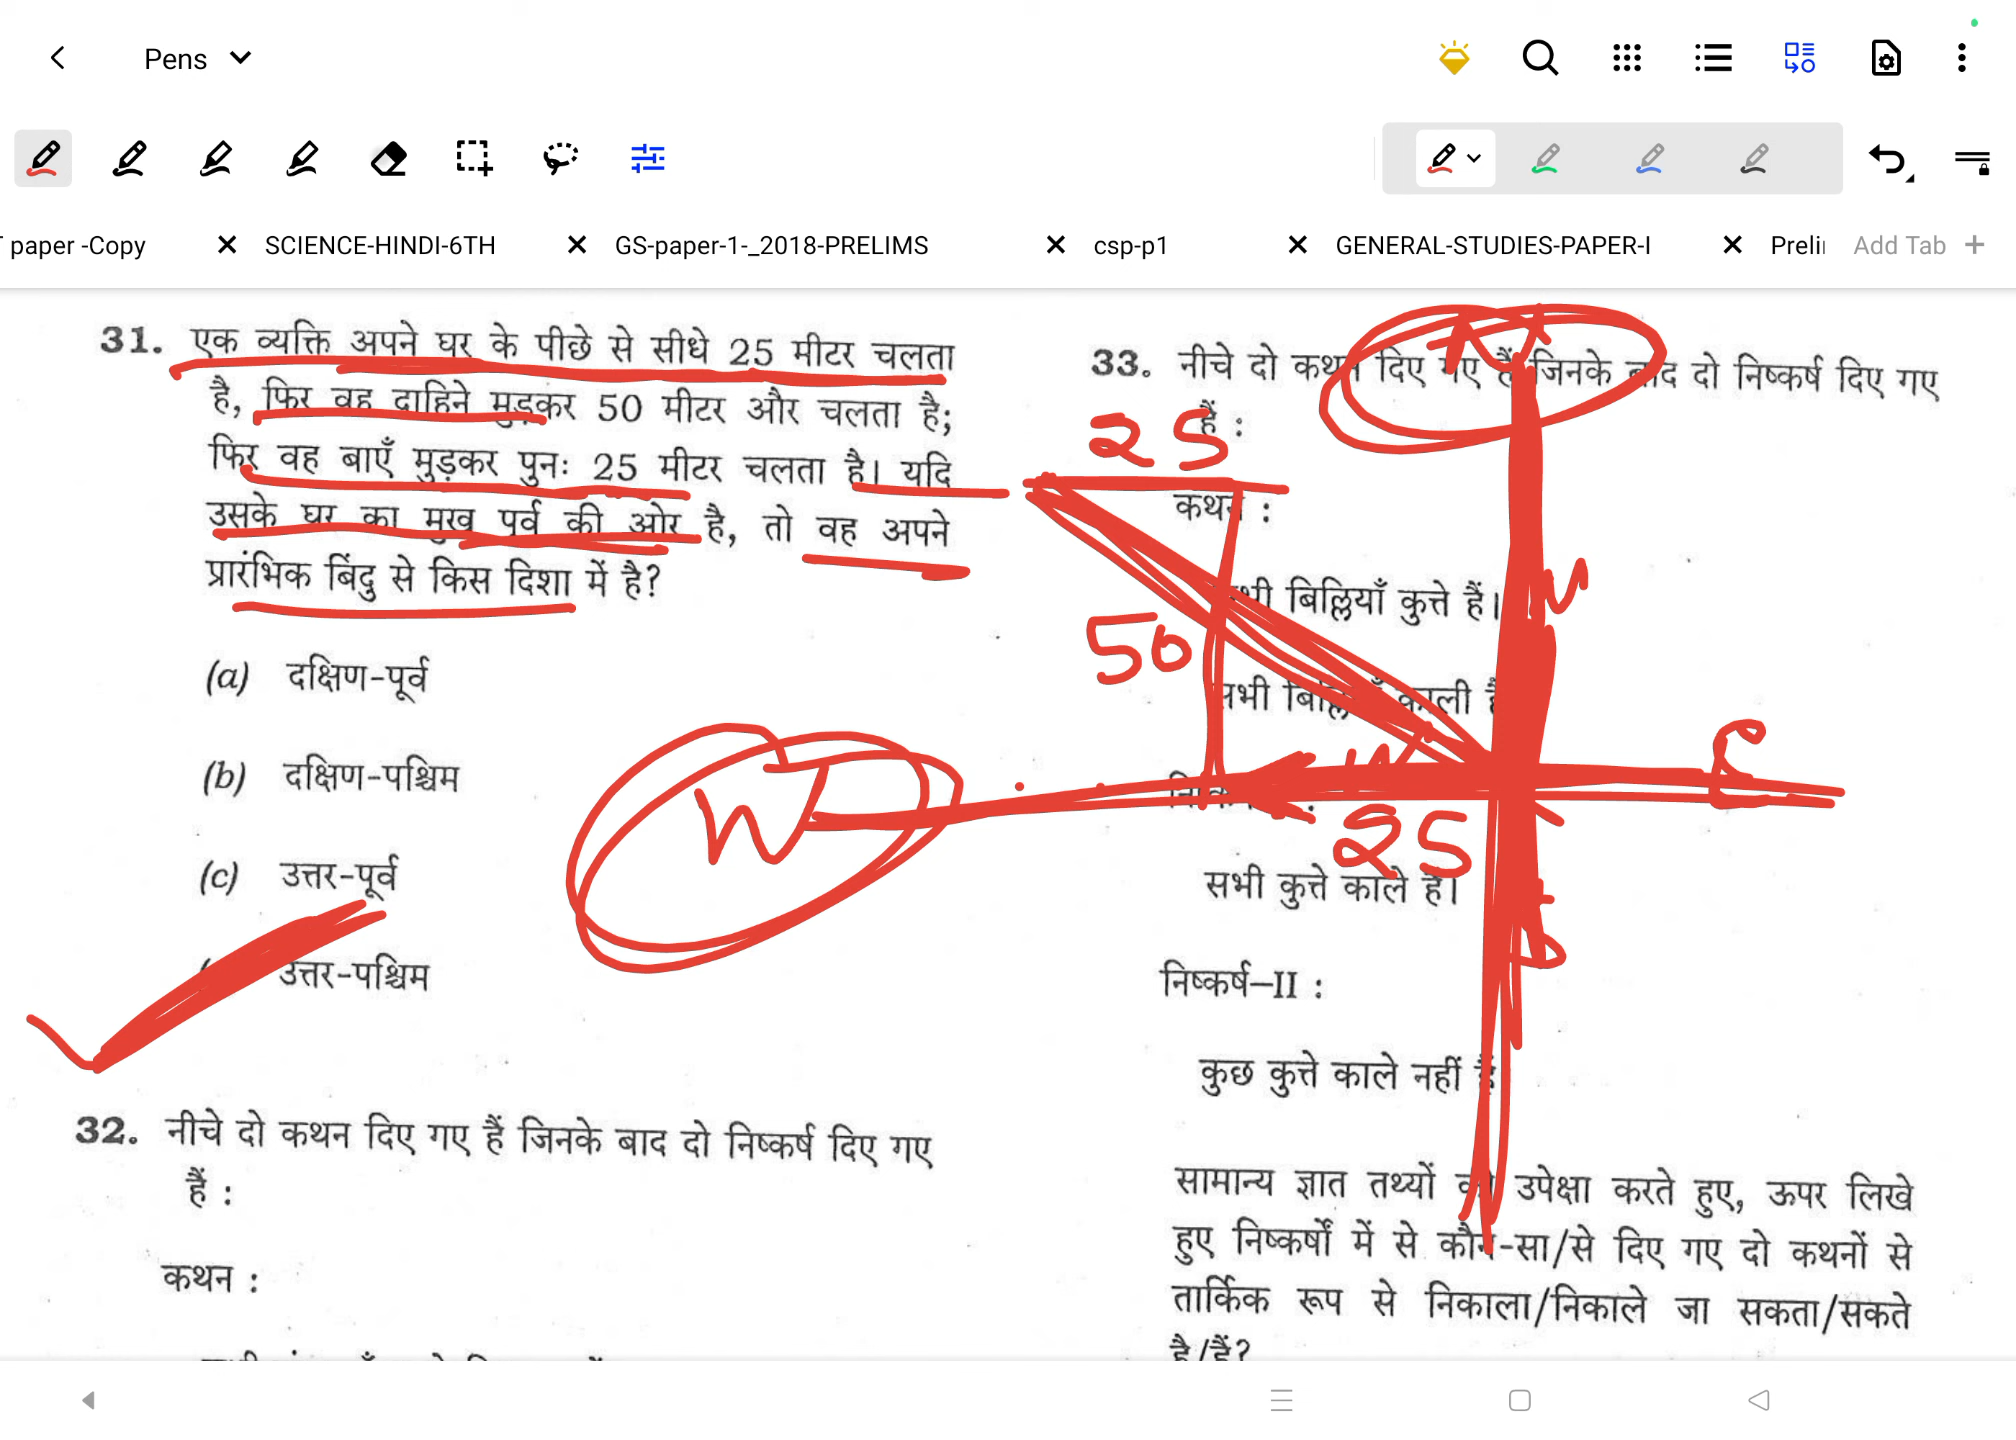 Pens
paper -Copy
SCIENCE-HINDI-6TH
GS-paper-1-_2018-PRELIMS
csp-p1
GENERAL-STUDIES-PAPER-I
Preli
Add Tab
31. एक व्यक्ति अपने घर के पीछे से सीधे 25 मीटर चलता
है, फिर वह दाहिने मुड़कर 50 मीटर और चलता है;
फिर वह बाएँ मुड़कर पुनः 25 मीटर चलता है। यदि
उसके घर का मुख पूर्व की ओर है, तो वह अपने
प्रारंभिक बिंदु से किस दिशा में है?
(a) दक्षिण-पूर्व
(b) दक्षिण-पश्चिम
(c) उत्तर-पूर्व
उत्तर-पश्चिम
32. नीचे दो कथन दिए गए हैं जिनके बाद दो निष्कर्ष दिए गए
हैं :
कथन :
33. नीचे दो कथन दिए गए हैं जिनके बाद दो निष्कर्ष दिए गए
हैं :
25
कथन :
बिल्लियाँ कुत्ते हैं।
50
W
25
सभी कुत्ते काले हैं।
निष्कर्ष–II :
कुछ कुत्ते काले नहीं हैं
सामान्य ज्ञात तथ्यों की उपेक्षा करते हुए, ऊपर लिखे
हुए निष्कर्षों में से कौन-सा/से दिए गए दो कथनों से
तार्किक रूप से निकाला/निकाले जा सकता/सकते
है/हैं?